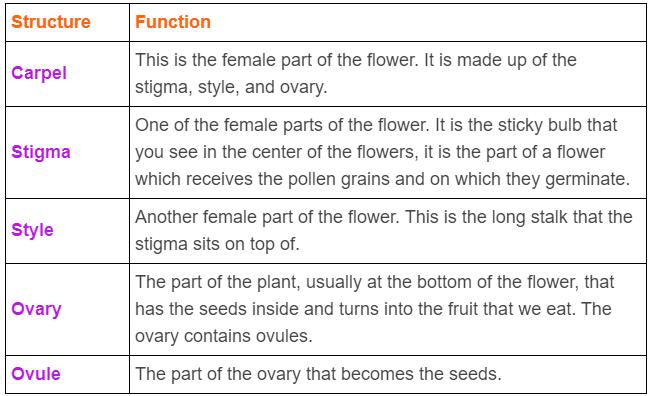 Structure Function
Carpel
This is the female part of the flower. It is made up of the
stigma, style, and ovary.
Stigma
One of the female parts of the flower. It is the sticky bulb that
you see in the center of the flowers, it is the part of a flower
which receives the pollen grains and on which they germinate.
Style
Another female part of the flower. This is the long stalk that the
stigma sits on top of.
Ovary
The part of the plant, usually at the bottom of the flower, that
has the seeds inside and turns into the fruit that we eat. The
ovary contains ovules.
Ovule The part of the ovary that becomes the seeds.